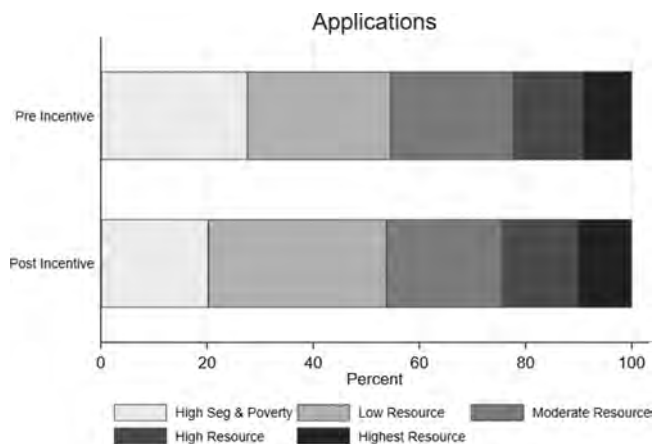 Applications
Pre Incentive
Post Incentive
0 20 40 60 80 100
Percent
High Seg & Poverty Low Resource Moderate Resource
High Resource Highest Resource